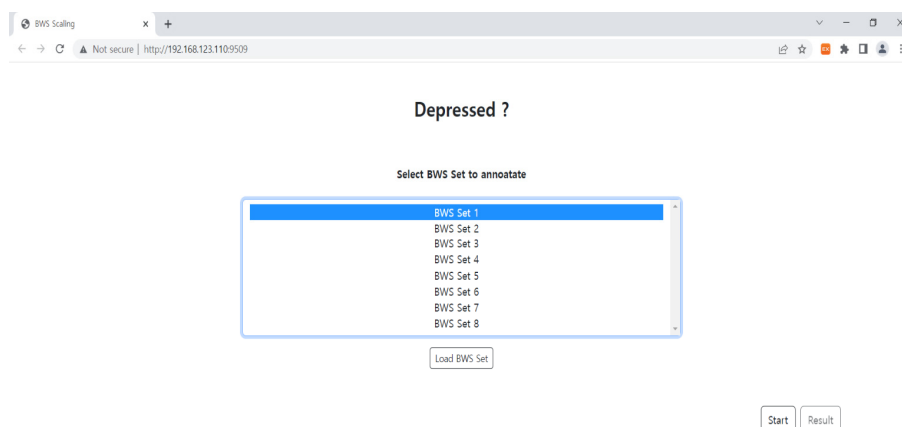 BWS Scaling
Not secure | http://192.168.123.110:9509
Depressed ?
Select BWS Set to annoatate
BWS Set 1
BWS Set 2
BWS Set 3
BWS Set 4
BWS Set 5
BWS Set 6
BWS Set 7
BWS Set 8
Load BWS Set
Start Result